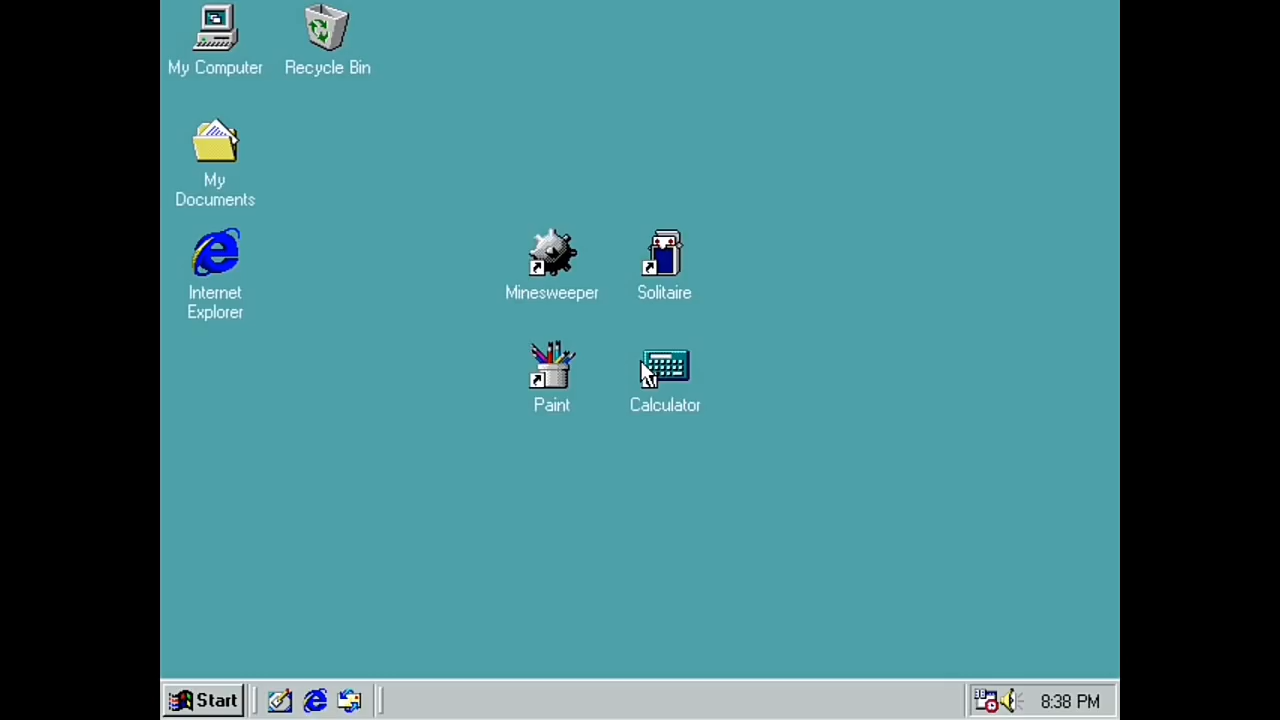 My Computer
Recycle Bin
My
Documents
Internet
Explorer
Minesweeper
Solitaire
Paint
Calculator
Start
8:38 PM